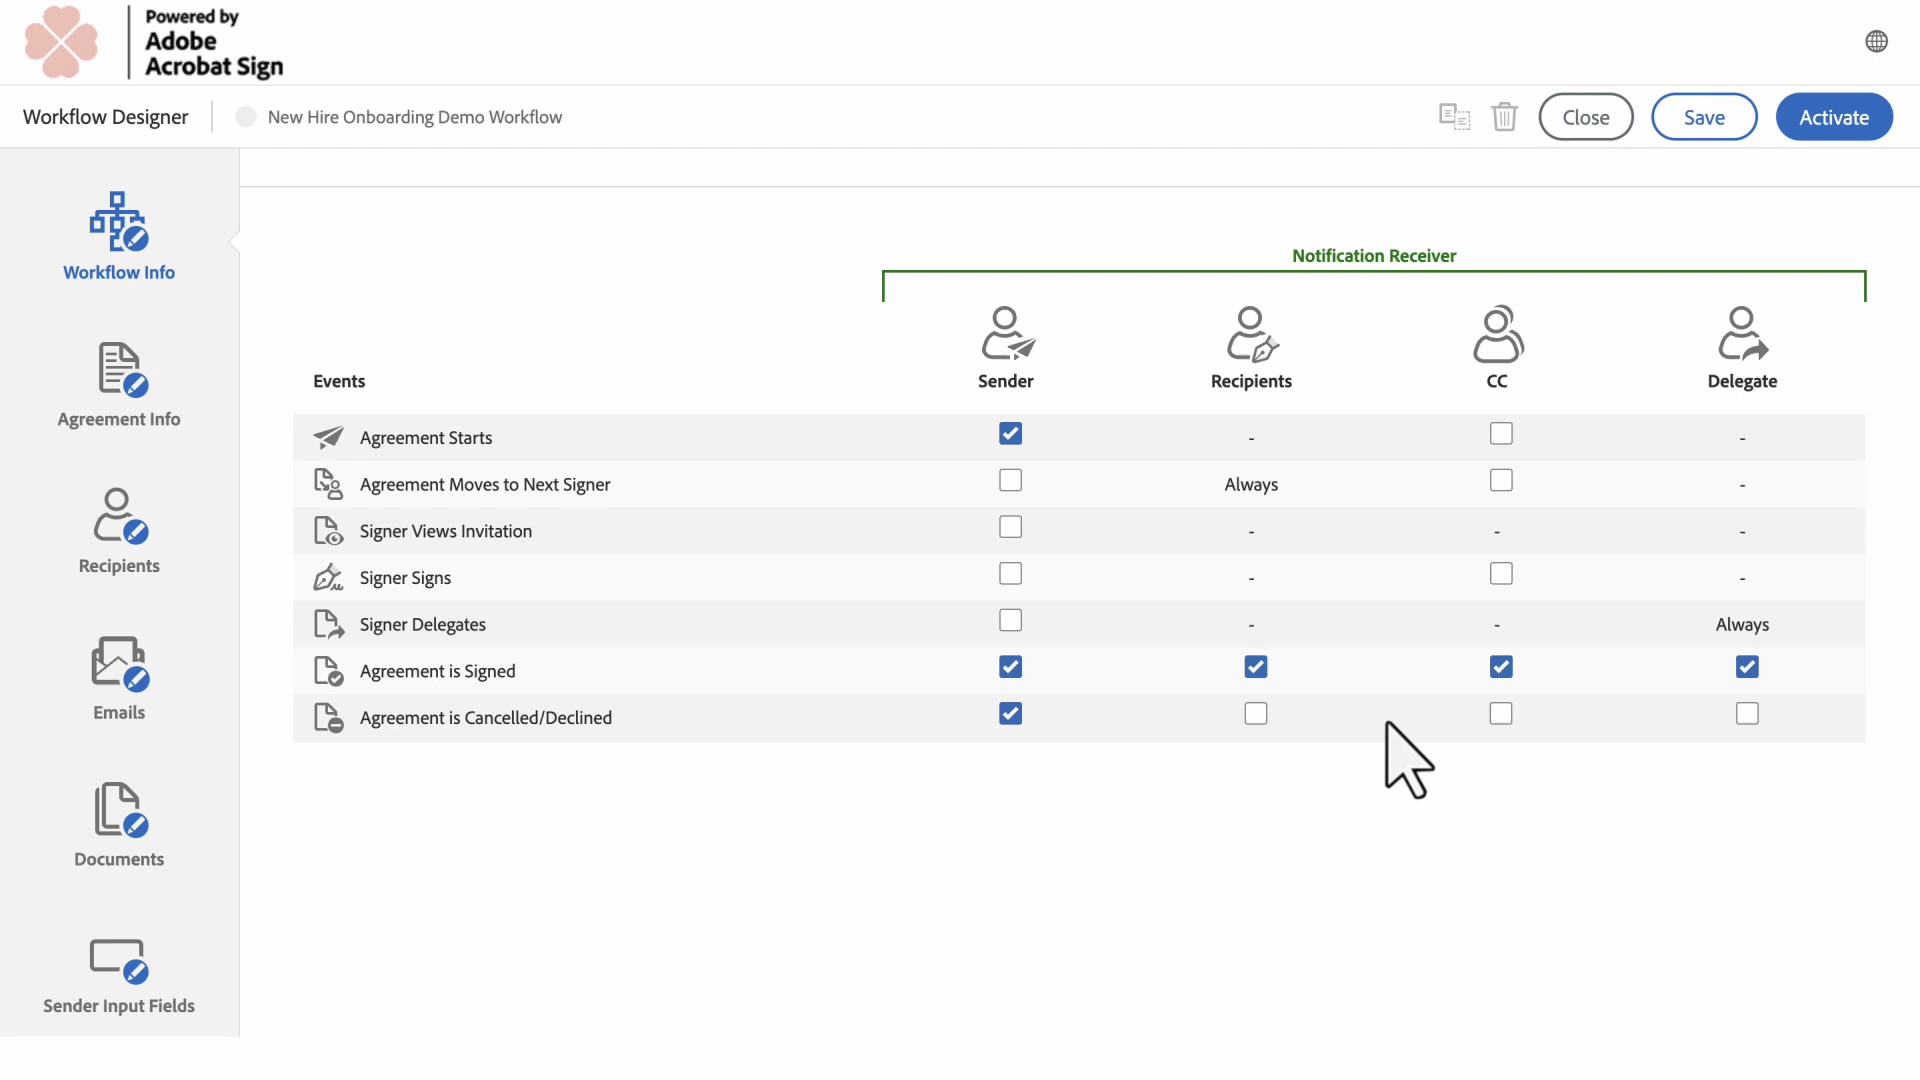 Powered by
Adobe
Acrobat Sign
Workflow Designer
New Hire Onboarding Demo Workflow
Close
Save
Activate
Workflow Info
Agreement Info
Recipients
Emails
Documents
Sender Input Fields
Notification Receiver
Events
Sender
Recipients
CC
Delegate
Agreement Starts - -
Agreement Moves to Next Signer Always -
Signer Views Invitation - - -
Signer Signs - -
Signer Delegates - - Always
Agreement is Signed
Agreement is Cancelled/Declined